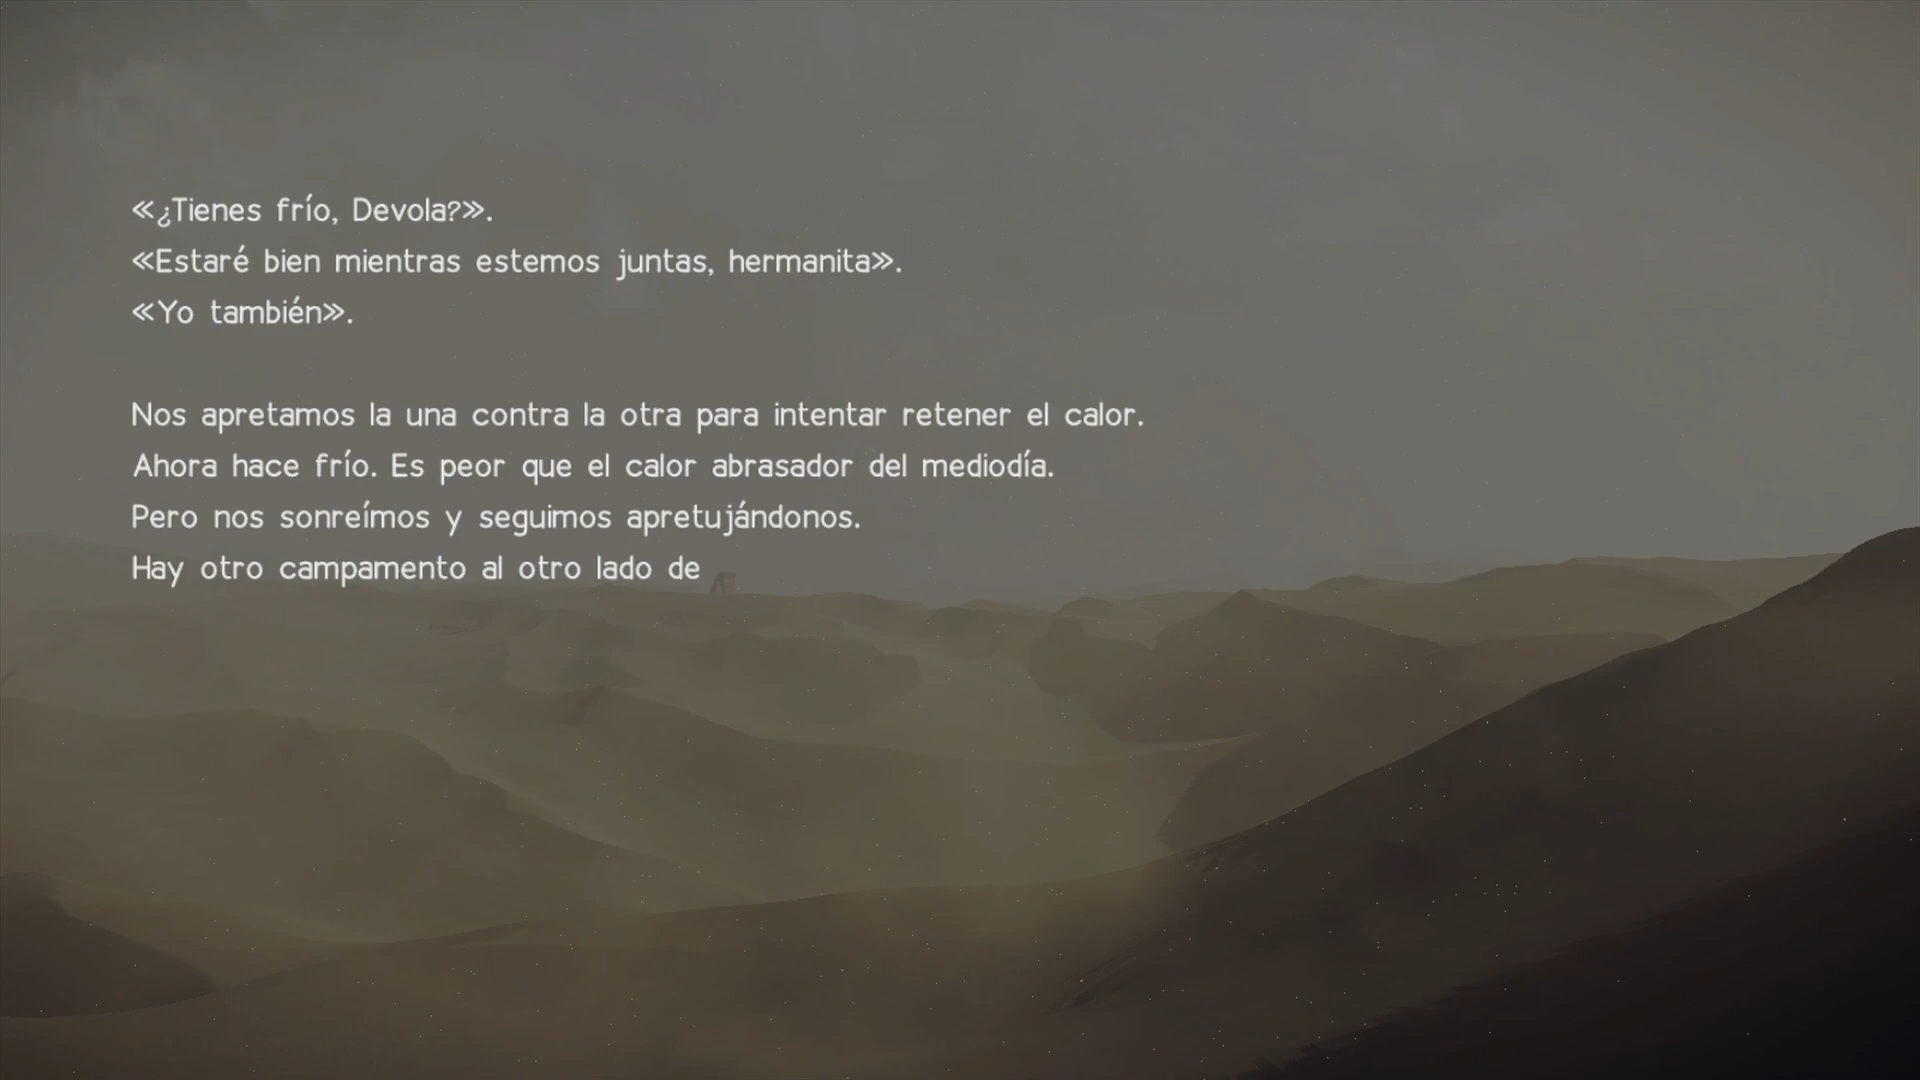 «¿Tienes frío, Devola?».
«Estaré bien mientras estemos juntas, hermanita».
«Yo también».
Nos apretamos la una contra la otra para intentar retener el calor.
Ahora hace frío. Es peor que el calor abrasador del mediodía.
Pero nos sonreímos y seguimos apretujándonos.
Hay otro campamento al otro lado de